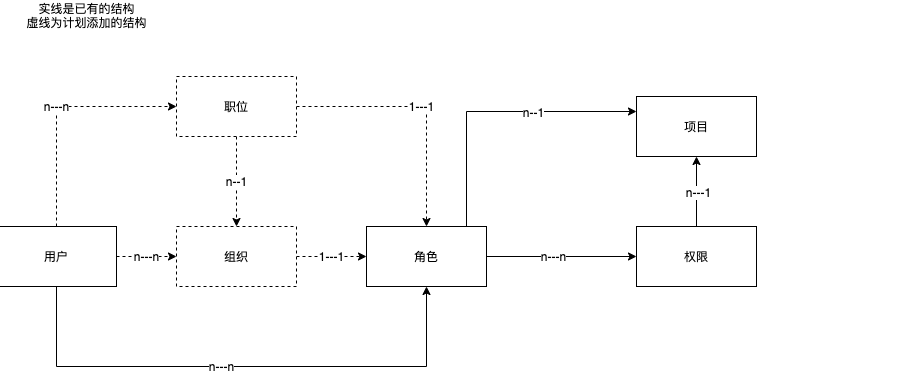 实线是已有的结构
虚线为计划添加的结构
n---n
职位
1---1
n--1
项目
n--1
n---1
用户
n---n
组织
1---1
角色
n---n
权限
n---n